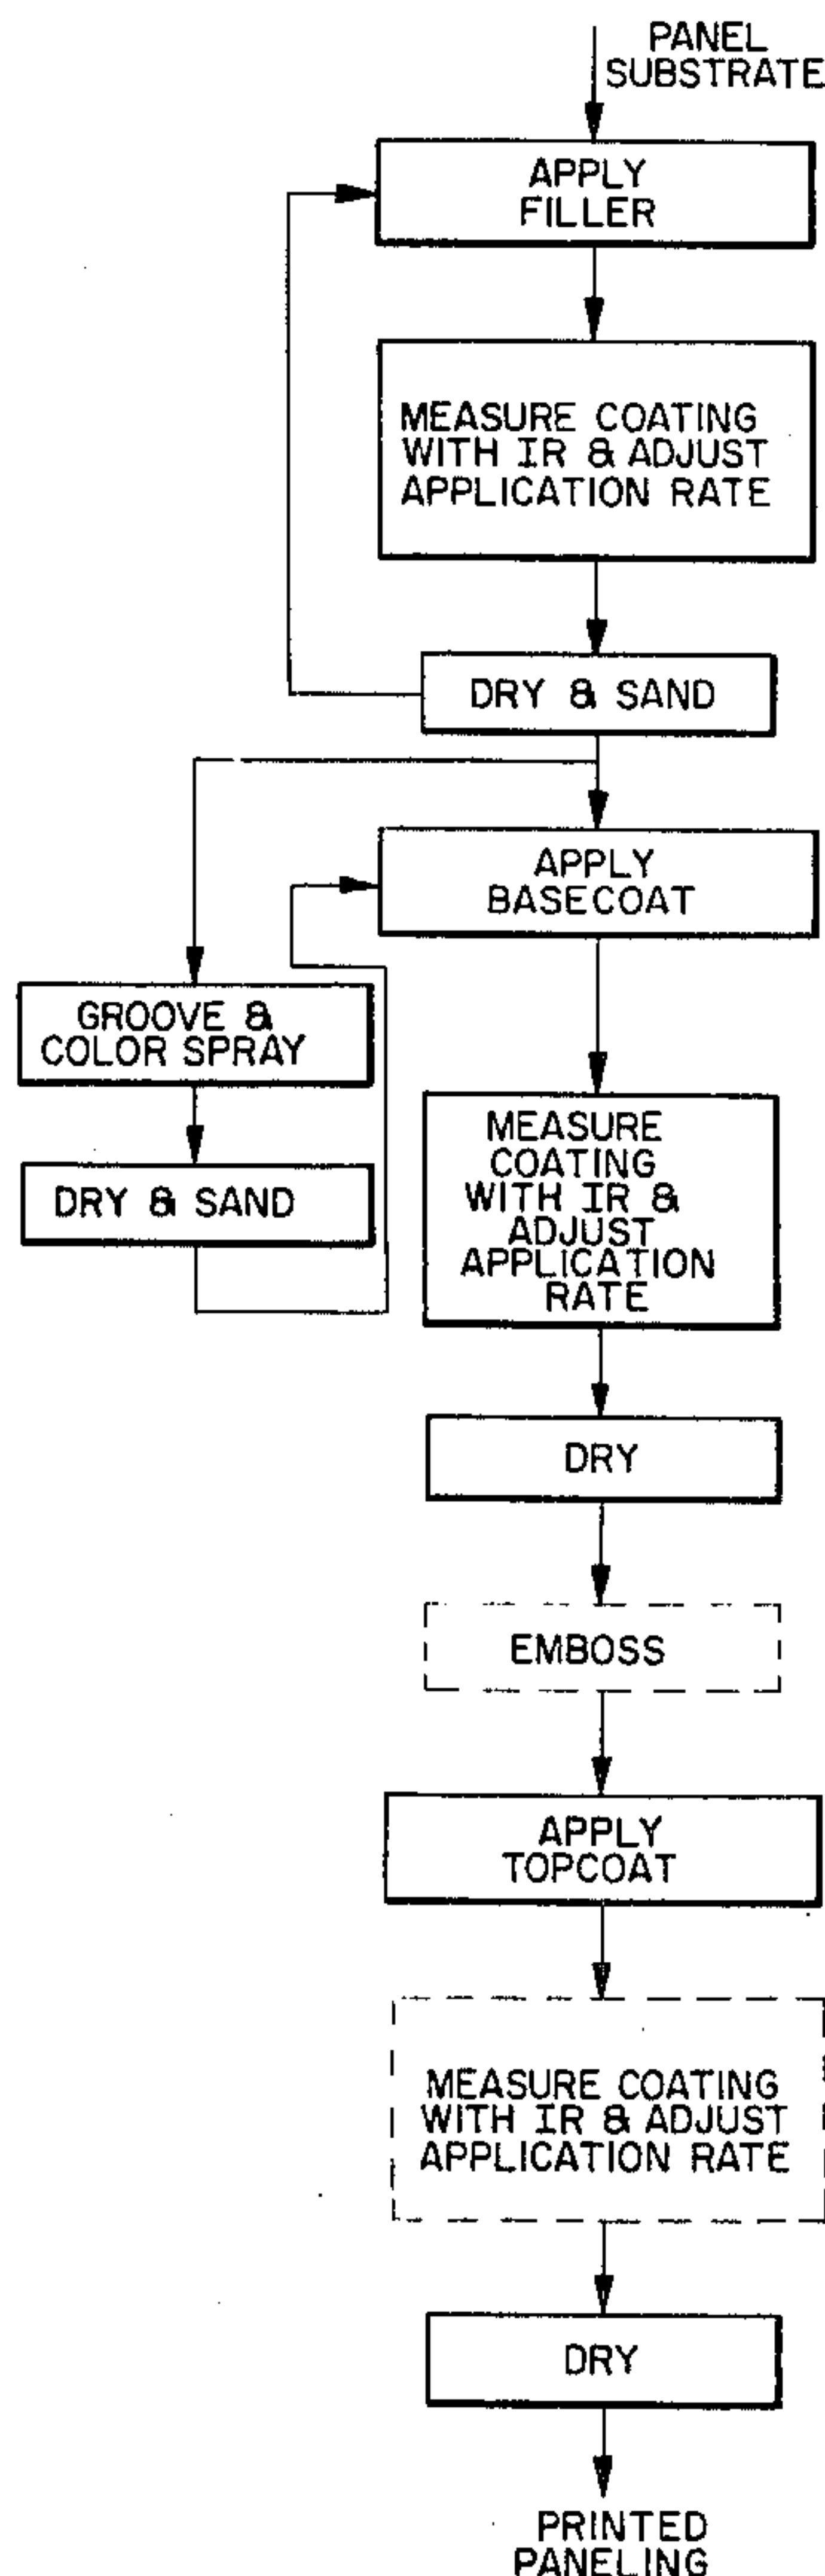 PANEL
SUBSTRATE
APPLY
FILLER
MEASURE COATING
WITH IR & ADJUST
APPLICATION RATE
DRY & SAND
APPLY
BASECOAT
GROOVE &
COLOR SPRAY
DRY & SAND
MEASURE
COATING
WITH IR &
ADJUST
APPLICATION
RATE
DRY
EMBOSS
APPLY
TOPCOAT
MEASURE COATING
WITH IR & ADJUST
APPLICATION RATE
DRY
PRINTED
PANELING